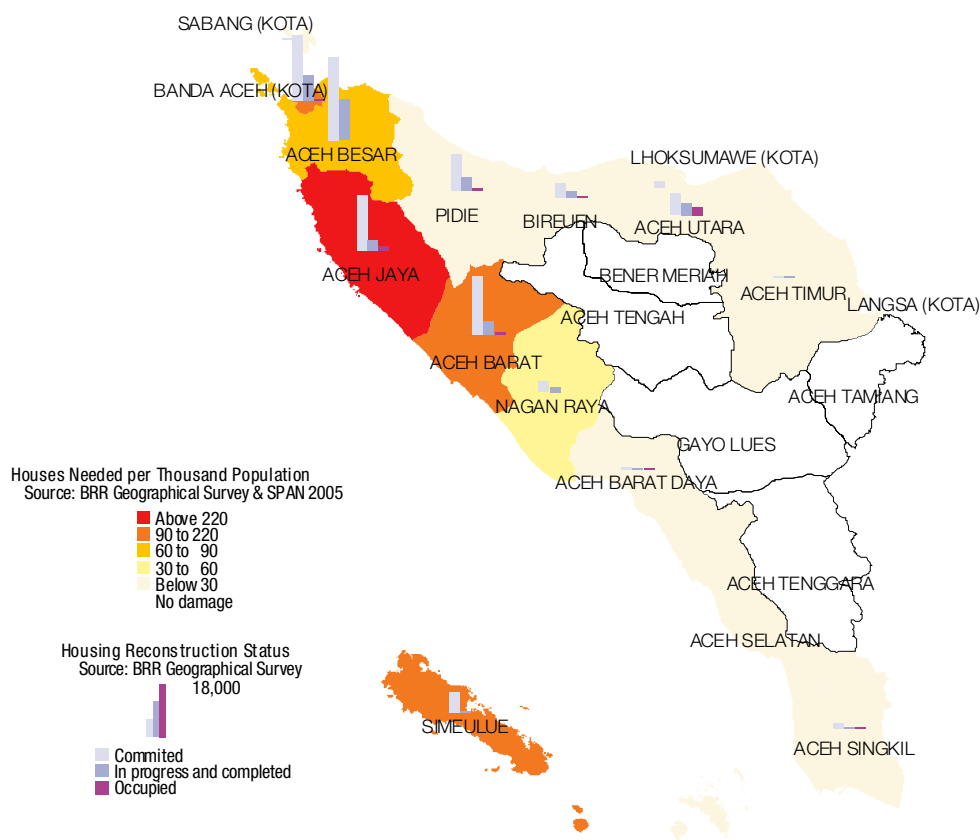 SABANG (KOTA)
BANDA ACEH (KOTA)
ACEH BESAR
LHOKSUMAWE (KOTA)
PIDIE
BIREUEN
ACEH UTARA
ACEH JAYA
BENER MERIAH
ACEH TIMUR
LANGSA (KOTA)
ACEH TENGAH
ACEH BARAT
ACEH TAMIANG
NAGAN RAYA
GAYO LUES
ACEH BARAT DAYA
ACEH TENGGARA
ACEH SELATAN
SIMEULUE
ACEH SINGKIL
Houses Needed per Thousand Population
Source: BRR Geographical Survey & SPAN 2005
Above 220
90 to 220
60 to 90
30 to 60
Below 30
No damage
Housing Reconstruction Status
Source: BRR Geographical Survey
18,000
Commited
In progress and completed
Occupied